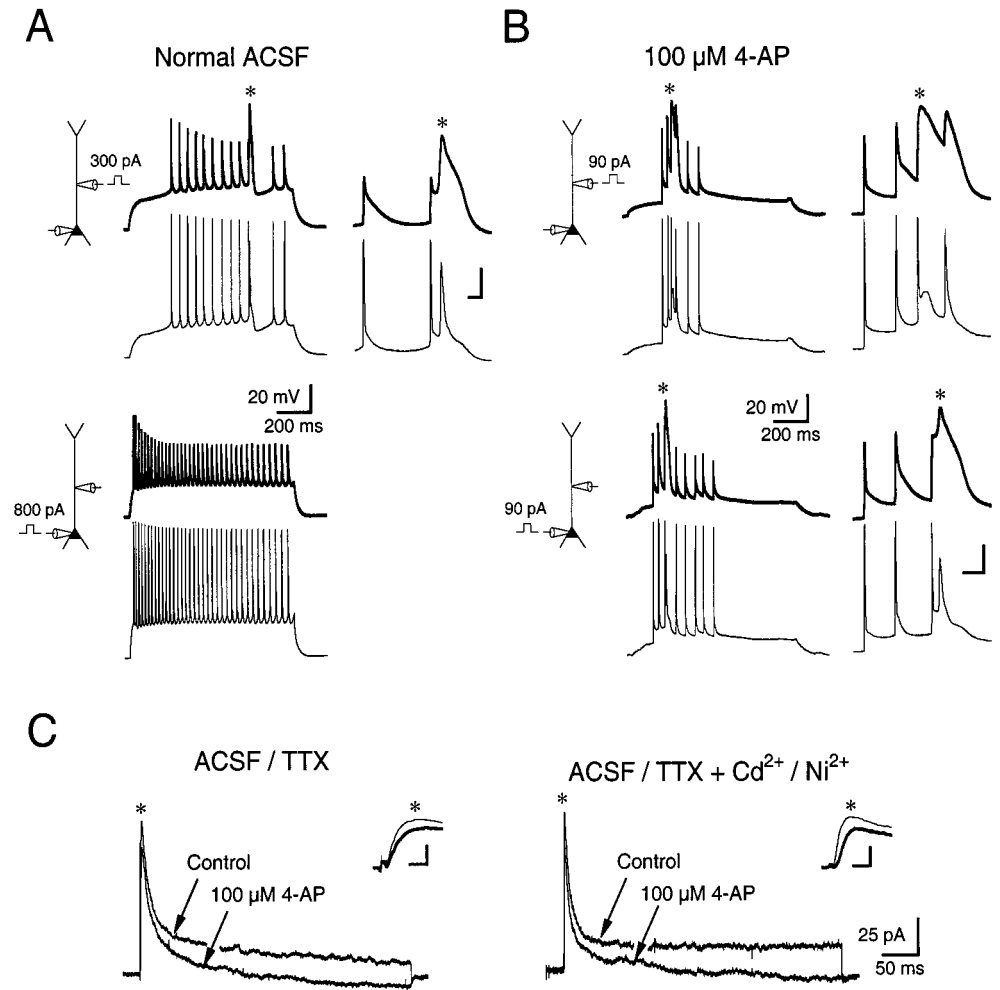 A
B
Normal ACSF
100 µM 4-AP
*
*
*
*
300 pA
90 pA
20 mV
200 ms
*
*
20 mV
200 ms
800 pA
90 pA
C
ACSF / TTX
ACSF / TTX + Cd²⁺ / Ni²⁺
*
*
*
*
Control
100 µM 4-AP
Control
100 µM 4-AP
25 pA
50 ms